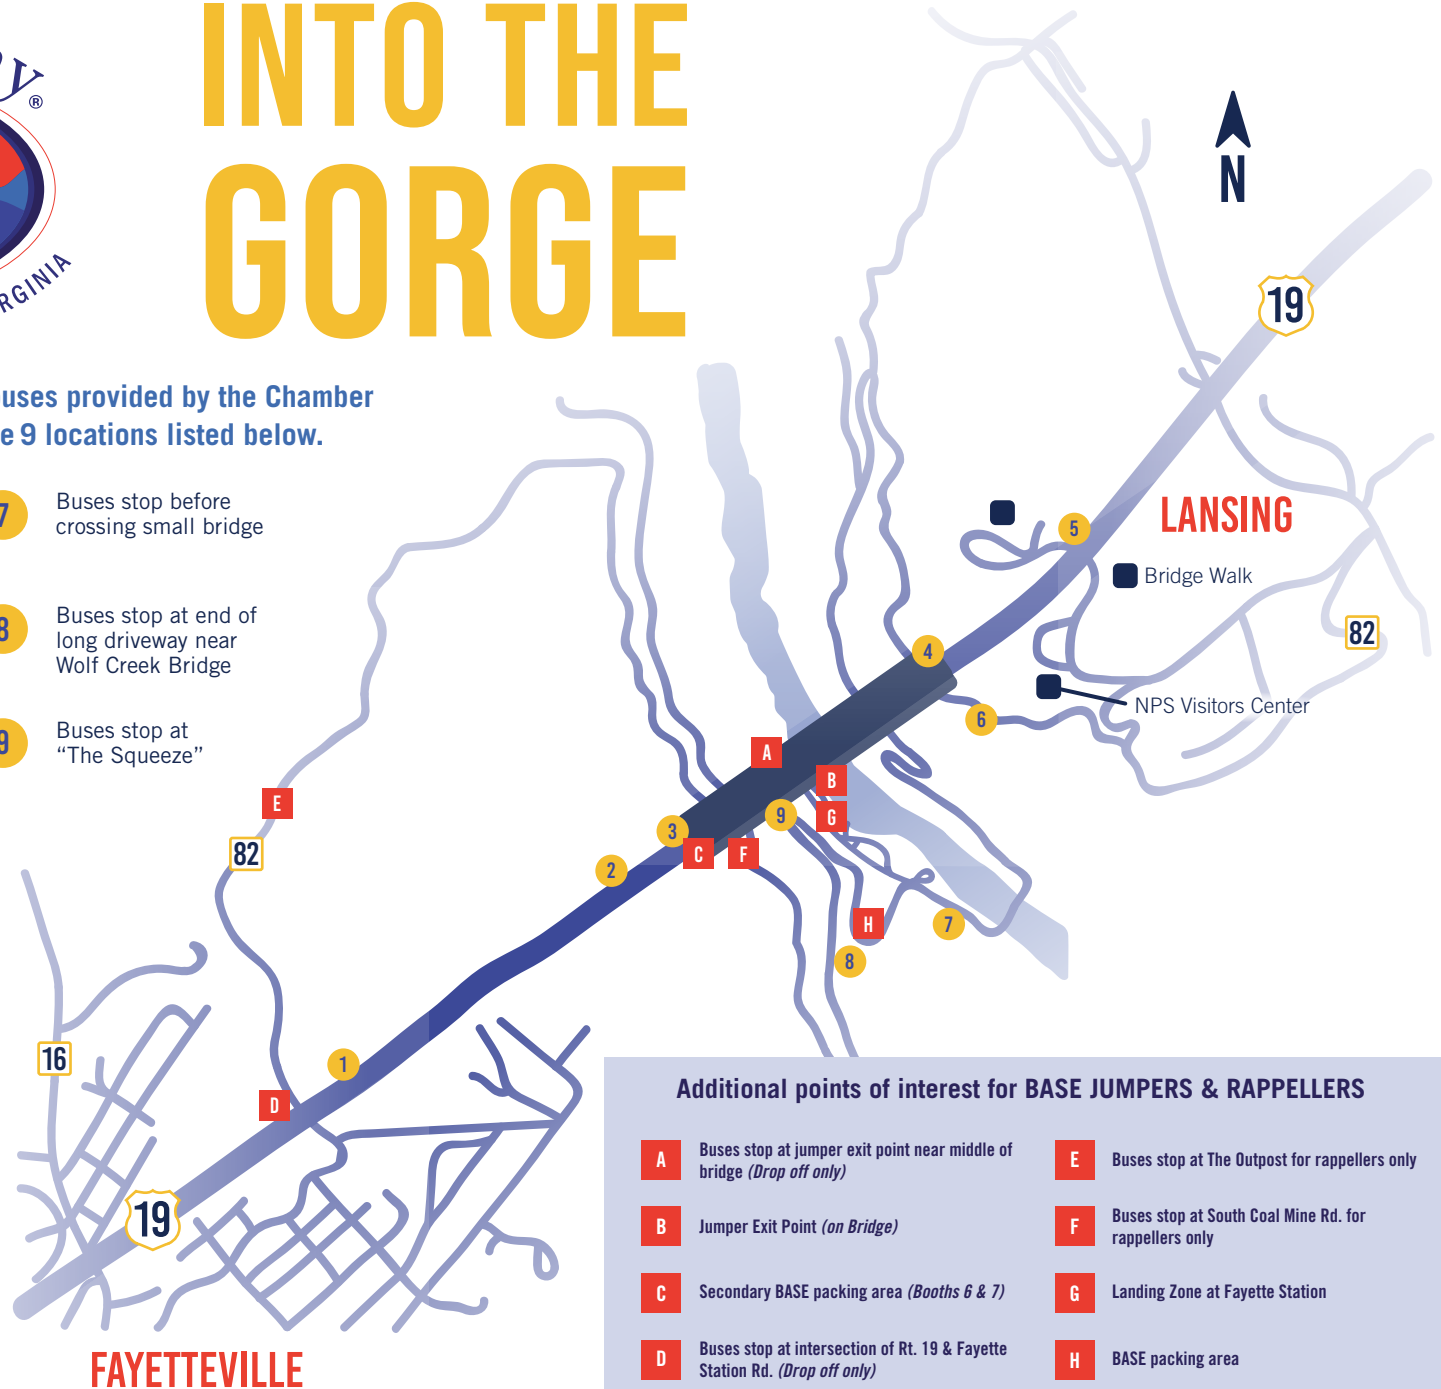 INTO THE
GORGE
®
N
19
the Chamber
9 locations listed below.
7
Buses stop before
crossing small bridge
8
Buses stop at end of
long driveway near
Wolf Creek Bridge
9
Buses stop at
“The Squeeze”
5
LANSING
Bridge Walk
82
4
6
NPS Visitors Center
A
B
E
9
G
3
82
C
F
2
H
7
8
16
1
D
19
FAYETTEVILLE
Additional points of interest for BASE JUMPERS & RAPPELLERS
A
Buses stop at jumper exit point near middle of
bridge (Drop off only)
B
Jumper Exit Point (on Bridge)
C
Secondary BASE packing area (Booths 6 & 7)
D
Buses stop at intersection of Rt. 19 & Fayette
Station Rd. (Drop off only)
E
Buses stop at The Outpost for rappellers only
F
Buses stop at South Coal Mine Rd. for
rappellers only
G
Landing Zone at Fayette Station
H
BASE packing area